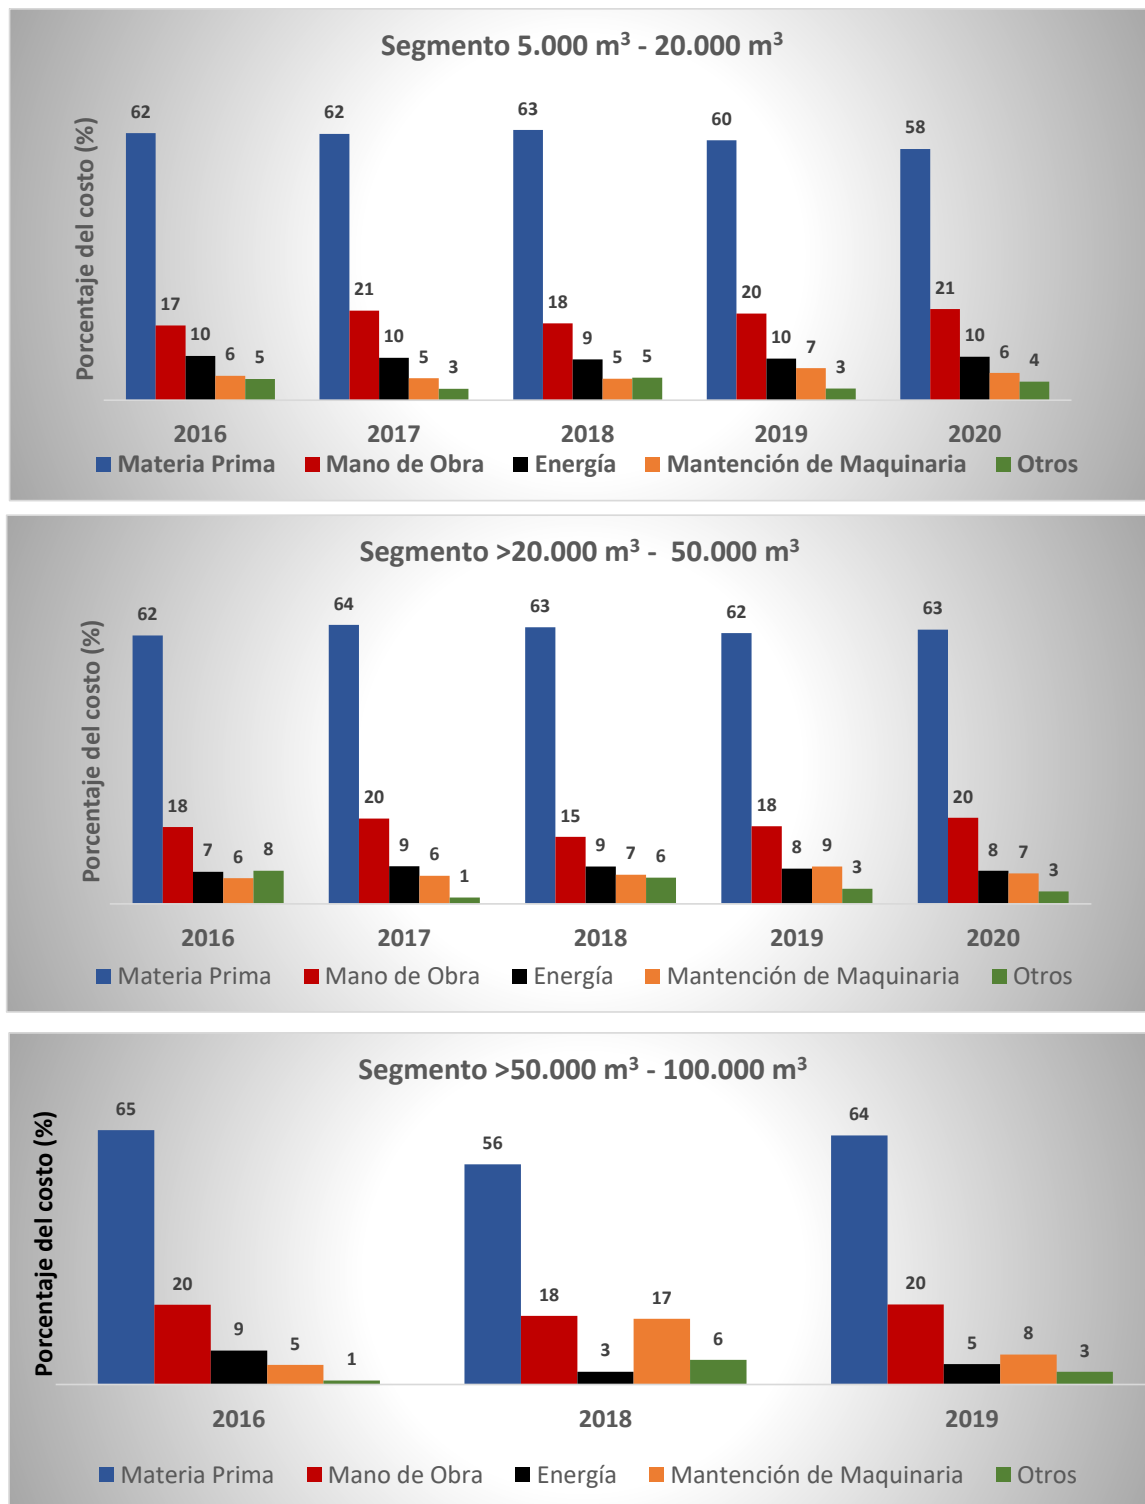 Segmento 5.000 m³ - 20.000 m³
Porcentaje del costo (%)
62 17 10 6 5
62 21 10 5 3
63 18 9 5 5
60 20 10 7 3
58 21 10 6 4
2016 2017 2018 2019 2020
Materia Prima Mano de Obra Energía Mantención de Maquinaria Otros
Segmento >20.000 m³ - 50.000 m³
Porcentaje del costo (%)
62 18 7 6 8
64 20 9 6 1
63 15 9 7 6
62 18 8 9 3
63 20 8 7 3
2016 2017 2018 2019 2020
Materia Prima Mano de Obra Energía Mantención de Maquinaria Otros
Segmento >50.000 m³ - 100.000 m³
Porcentaje del costo (%)
65 20 9 5 1
56 18 3 17 6
64 20 5 8 3
2016 2018 2019
Materia Prima Mano de Obra Energía Mantención de Maquinaria Otros